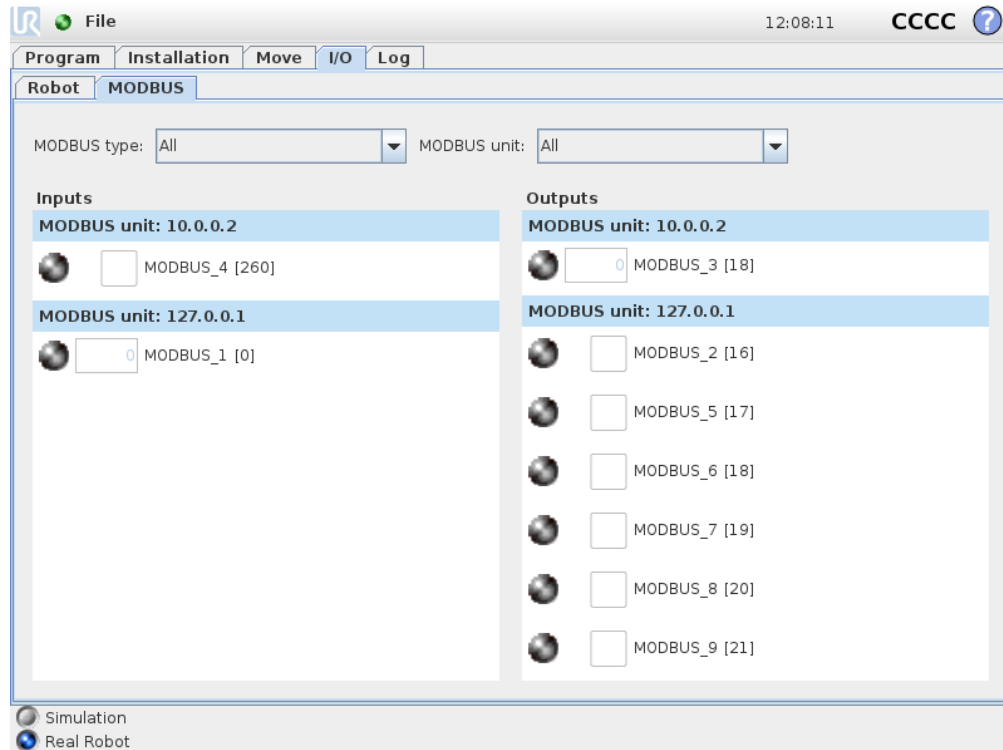 UR File 12:08:11 CCCC ?
Program Installation Move I/O Log
Robot MODBUS
MODBUS type: All MODBUS unit: All
Inputs
MODBUS unit: 10.0.0.2
MODBUS_4 [260]
MODBUS unit: 127.0.0.1
0 MODBUS_1 [0]
Outputs
MODBUS unit: 10.0.0.2
0 MODBUS_3 [18]
MODBUS unit: 127.0.0.1
MODBUS_2 [16]
MODBUS_5 [17]
MODBUS_6 [18]
MODBUS_7 [19]
MODBUS_8 [20]
MODBUS_9 [21]
Simulation
Real Robot